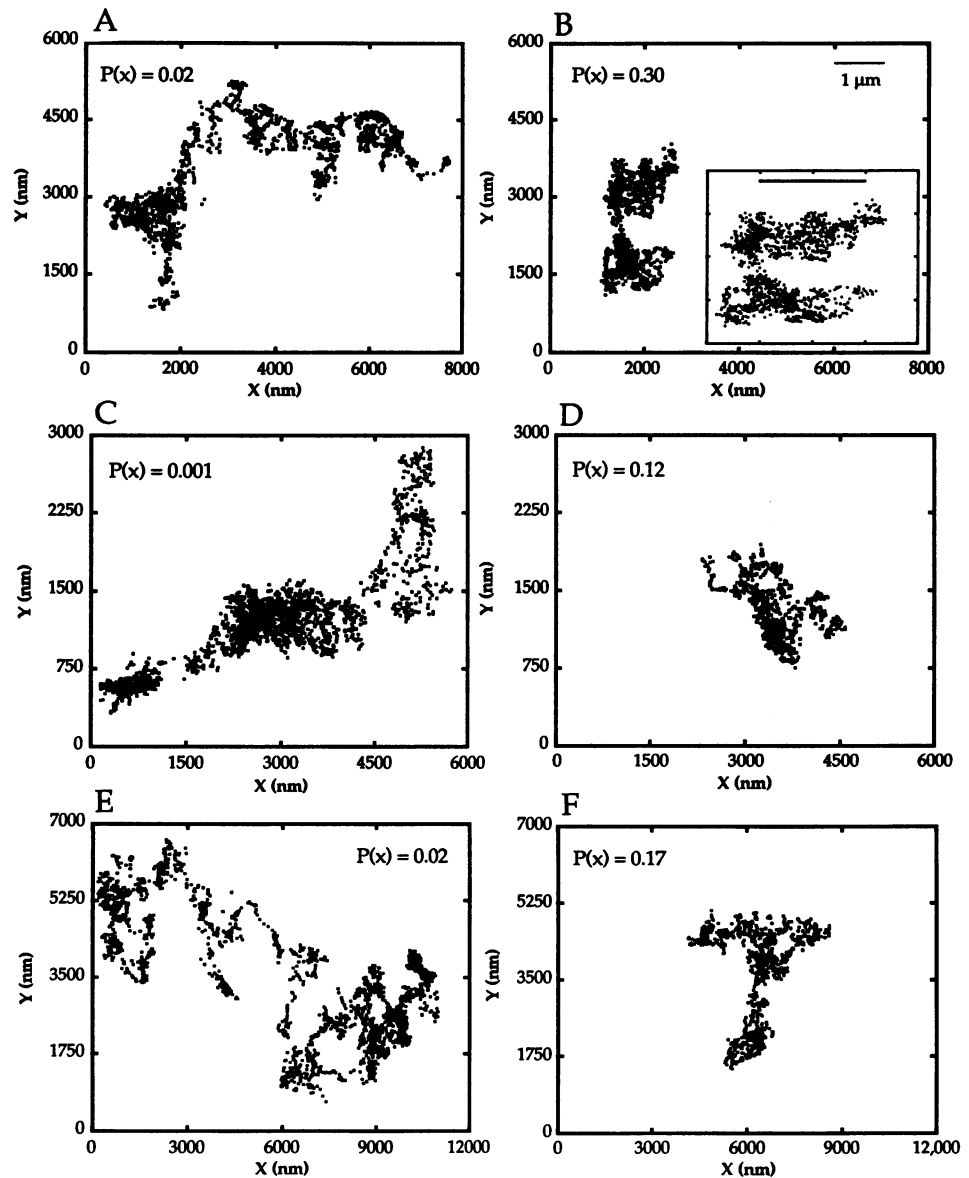 A
6000
4500
3000
1500
0
Y (nm)
P(x) = 0.02
0 2000 4000 6000 8000
X (nm)
B
6000
4500
3000
1500
0
Y (nm)
P(x) = 0.30
1 µm
0 2000 4000 6000 8000
X (nm)
C
3000
2250
1500
750
0
Y (nm)
P(x) = 0.001
0 1500 3000 4500 6000
X (nm)
D
3000
2250
1500
750
0
Y (nm)
P(x) = 0.12
0 1500 3000 4500 6000
X (nm)
E
7000
5250
3500
1750
0
Y (nm)
P(x) = 0.02
0 3000 6000 9000 12000
X (nm)
F
7000
5250
3500
1750
0
Y (nm)
P(x) = 0.17
0 3000 6000 9000 12,000
X (nm)